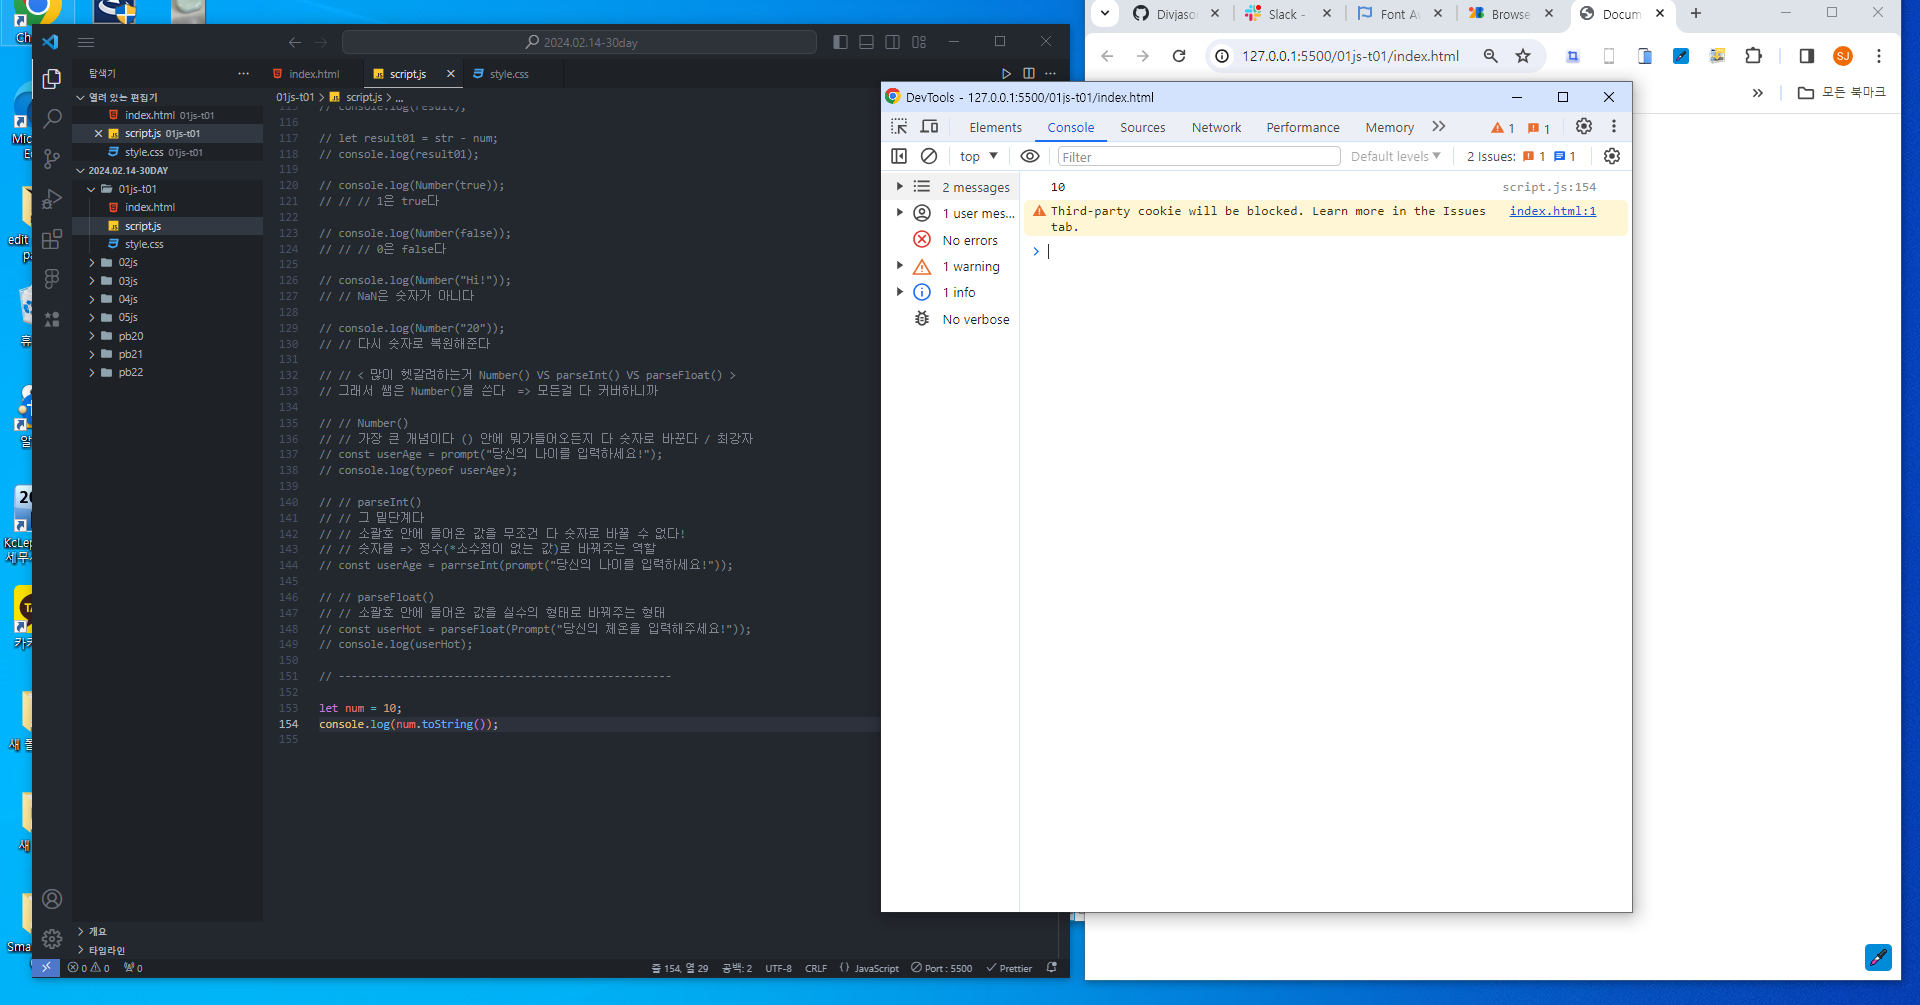 2024.02.14-30day
탐색기
열려 있는 편집기
index.html 01js-t01
script.js 01js-t01
style.css 01js-t01
2024.02.14-30DAY
01js-t01
index.html
script.js
style.css
02js
03js
04js
05js
pb20
pb21
pb22
개요
타임라인
index.html
script.js
style.css
01js-t01 > script.js > ...
115 // console.log(result);
116
117 // let result01 = str - num;
118 // console.log(result01);
119
120 // console.log(Number(true));
121 // // // 1은 true다
122
123 // console.log(Number(false));
124 // // // 0은 false다
125
126 // console.log(Number("Hi!"));
127 // // NaN은 숫자가 아니다
128
129 // console.log(Number("20"));
130 // // 다시 숫자로 복원해준다
131
132 // // < 많이 헷갈려하는거 Number() VS parseInt() VS parseFloat() >
133 // 그래서 쌤은 Number()를 쓴다 => 모든걸 다 커버하니까
134
135 // // Number()
136 // // 가장 큰 개념이다 () 안에 뭐가들어오든지 다 숫자로 바꾼다 / 최강자
137 // const userAge = prompt("당신의 나이를 입력하세요!");
138 // console.log(typeof userAge);
139
140 // // parseInt()
141 // // 그 밑단계다
142 // // 소괄호 안에 들어온 값을 무조건 다 숫자로 바꿀 수 없다!
143 // // 숫자를 => 정수(*소수점이 없는 값)로 바꿔주는 역할
144 // const userAge = parrseInt(prompt("당신의 나이를 입력하세요!"));
145
146 // // parseFloat()
147 // // 소괄호 안에 들어온 값을 실수의 형태로 바꿔주는 형태
148 // const userHot = parseFloat(Prompt("당신의 체온을 입력해주세요!"));
149 // console.log(userHot);
150
151 // ----------------------------------------------------
152
153 let num = 10;
154 console.log(num.toString());
155
0 0 0
줄 154, 열 29 공백: 2 UTF-8 CRLF {} JavaScript Port : 5500 Prettier
Slack -
Browse
Docum
127.0.0.1:5500/01js-t01/index.html
SJ
모든 북마크
DevTools - 127.0.0.1:5500/01js-t01/index.html
Elements Console Sources Network Performance Memory 1 1
top Filter Default levels 2 Issues: 1 1
2 messages
1 user mes...
No errors
1 warning
1 info
No verbose
10 script.js:154
Third-party cookie will be blocked. Learn more in the Issues tab. index.html:1